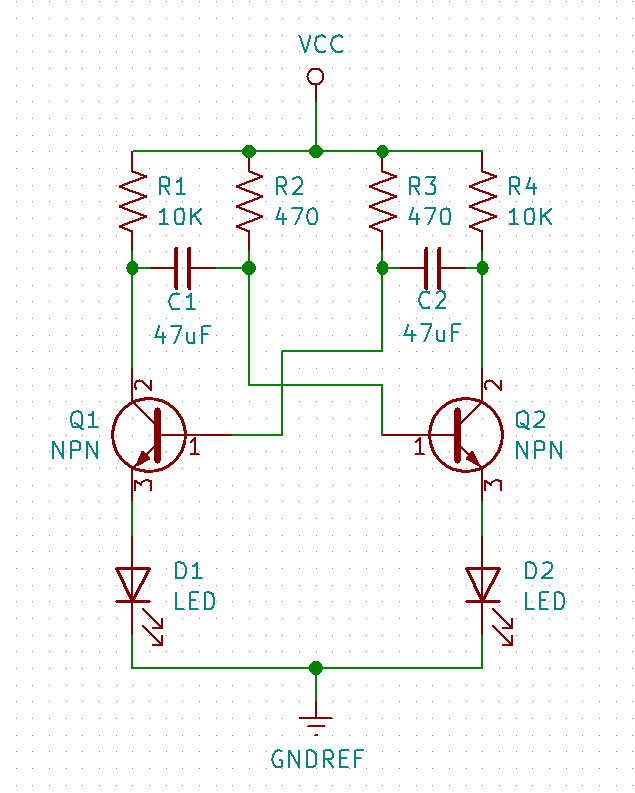 VCC
R1
10K
R2
470
R3
470
R4
10K
C1
47uF
C2
47uF
Q1
NPN
2
1
3
Q2
NPN
2
1
3
D1
LED
D2
LED
GNDREF